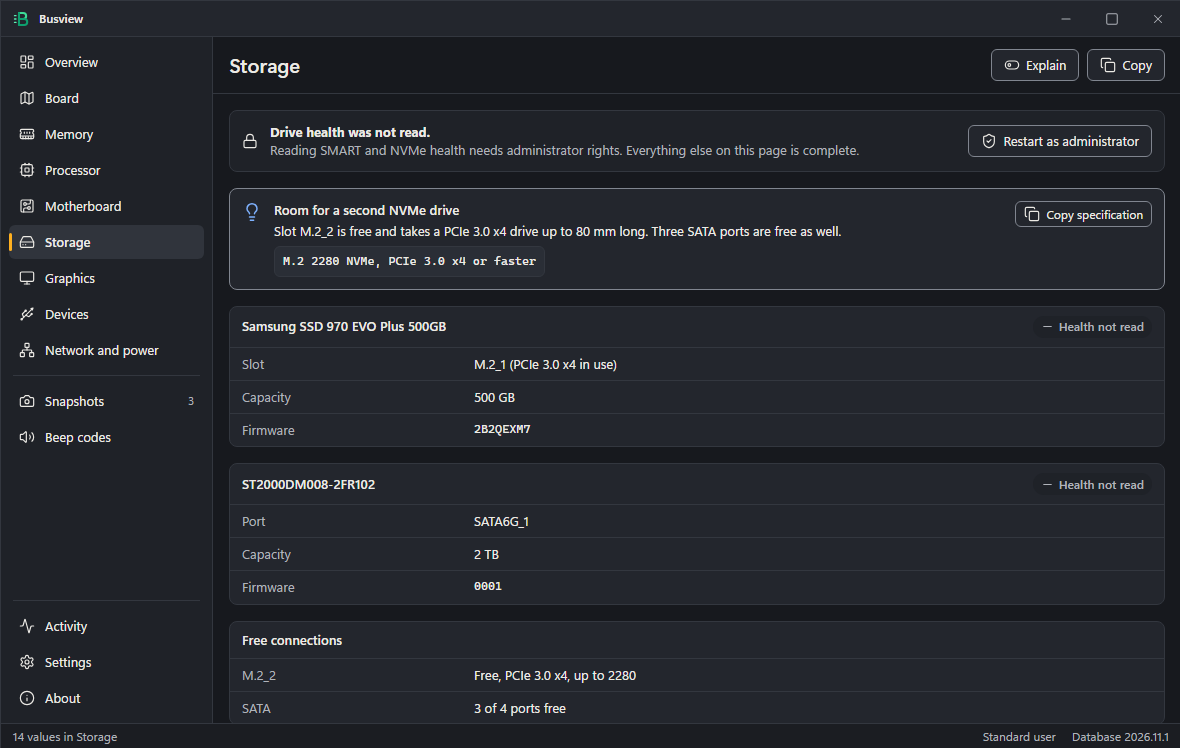 Busview
Overview
Board
Memory
Processor
Motherboard
Storage
Graphics
Devices
Network and power
Snapshots 3
Beep codes
Activity
Settings
About
Storage
Explain
Copy
Drive health was not read.
Reading SMART and NVMe health needs administrator rights. Everything else on this page is complete.
Restart as administrator
Room for a second NVMe drive
Slot M.2_2 is free and takes a PCIe 3.0 x4 drive up to 80 mm long. Three SATA ports are free as well.
M.2 2280 NVMe, PCIe 3.0 x4 or faster
Copy specification
Samsung SSD 970 EVO Plus 500GB
— Health not read
Slot M.2_1 (PCIe 3.0 x4 in use)
Capacity 500 GB
Firmware 2B2QEXM7
ST2000DM008-2FR102
— Health not read
Port SATA6G_1
Capacity 2 TB
Firmware 0001
Free connections
M.2_2 Free, PCIe 3.0 x4, up to 2280
SATA 3 of 4 ports free
14 values in Storage
Standard user
Database 2026.11.1